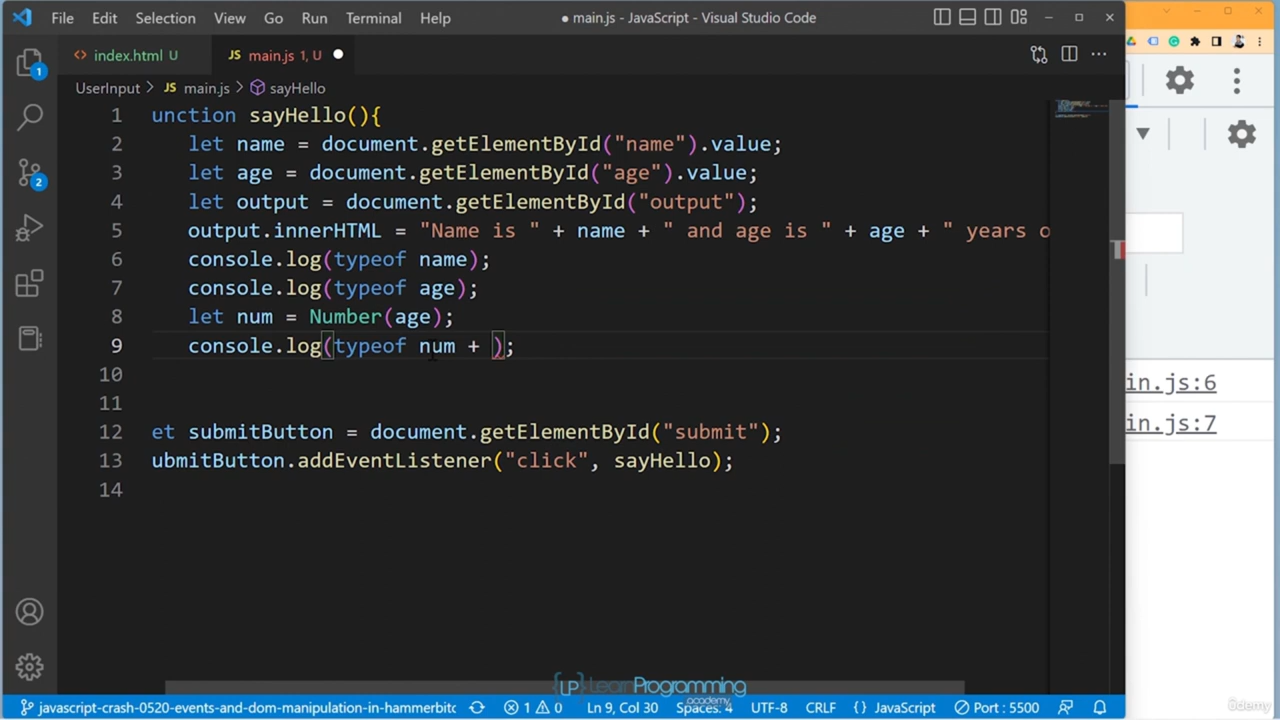 File Edit Selection View Go Run Terminal Help ● main.js - JavaScript - Visual Studio Code
<> index.html U JS main.js 1, U ●
UserInput > JS main.js > sayHello
1 unction sayHello(){
2 let name = document.getElementById("name").value;
3 let age = document.getElementById("age").value;
4 let output = document.getElementById("output");
5 output.innerHTML = "Name is " + name + " and age is " + age + " years o
6 console.log(typeof name);
7 console.log(typeof age);
8 let num = Number(age);
9 console.log(typeof num + );
10
11
12 et submitButton = document.getElementById("submit");
13 ubmitButton.addEventListener("click", sayHello);
14
1
2
in.js:6
in.js:7
{LP} LearnProgramming
academy
javascript-crash-0520-events-and-dom-manipulation-in-hammerbitc 1 0 Ln 9, Col 30 Spaces: 4 UTF-8 CRLF {} JavaScript Port : 5500
ûdemy